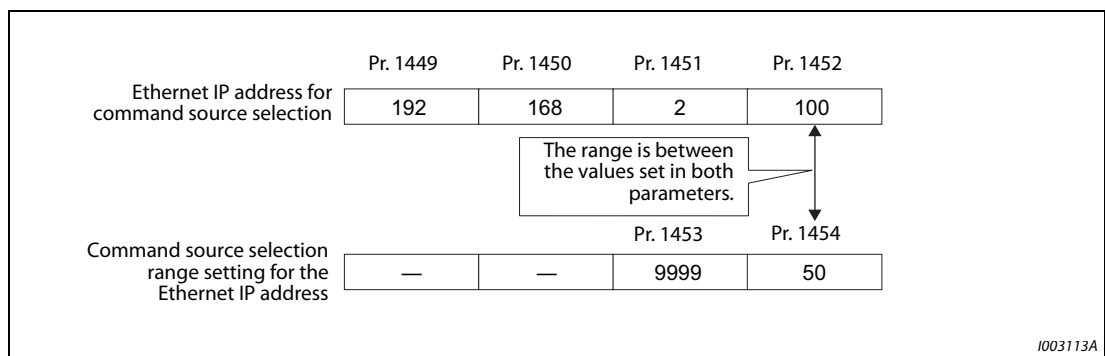 Pr. 1449 Pr. 1450 Pr. 1451 Pr. 1452
Ethernet IP address for
command source selection
192 168 2 100
The range is between
the values set in both
parameters.
Pr. 1453 Pr. 1454
Command source selection
range setting for the
Ethernet IP address
— — 9999 50
I003113A